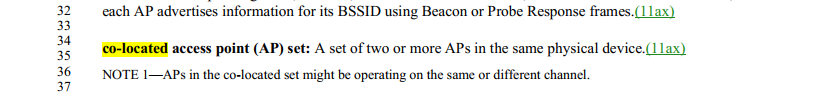 32 each AP advertises information for its BSSID using Beacon or Probe Response frames.(11ax)
33
34
co-located access point (AP) set: A set of two or more APs in the same physical device.(11ax)
35
36 NOTE 1—APs in the co-located set might be operating on the same or different channel.
37